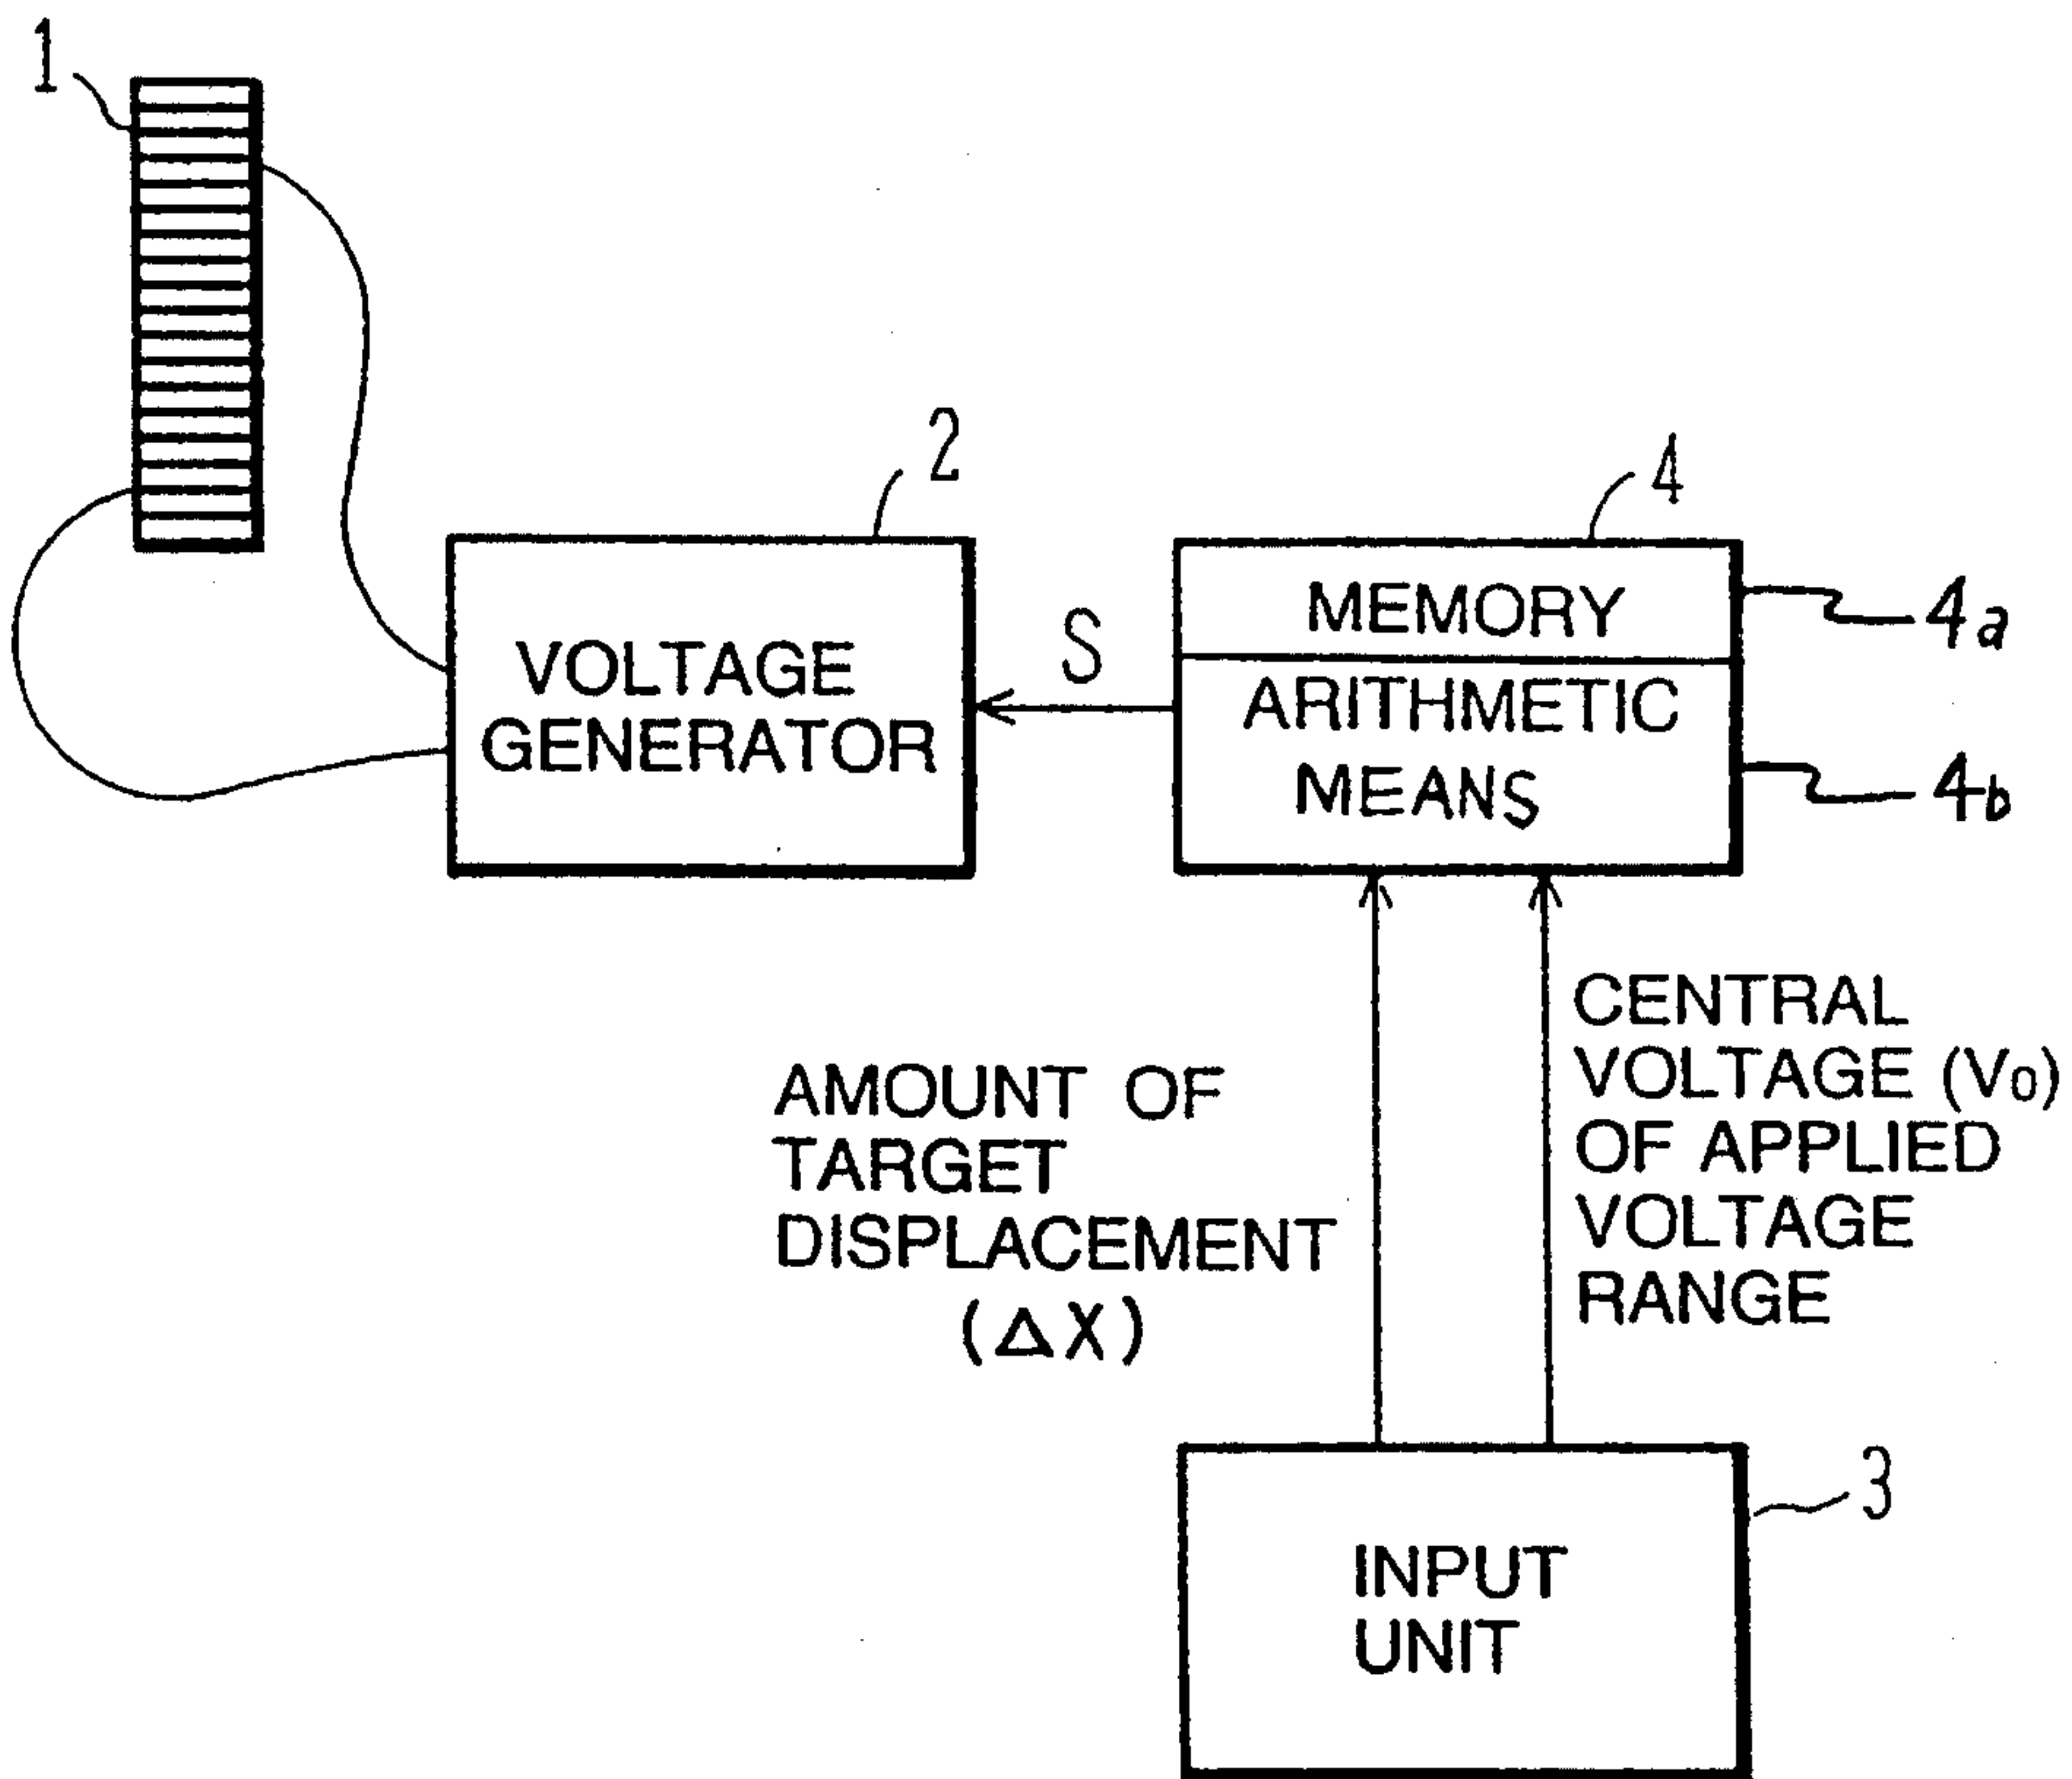 1
2
4
MEMORY
4a
S
VOLTAGE
GENERATOR
ARITHMETIC
MEANS
4b
AMOUNT OF
TARGET
DISPLACEMENT
(ΔX)
CENTRAL
VOLTAGE (V0)
OF APPLIED
VOLTAGE
RANGE
3
INPUT
UNIT